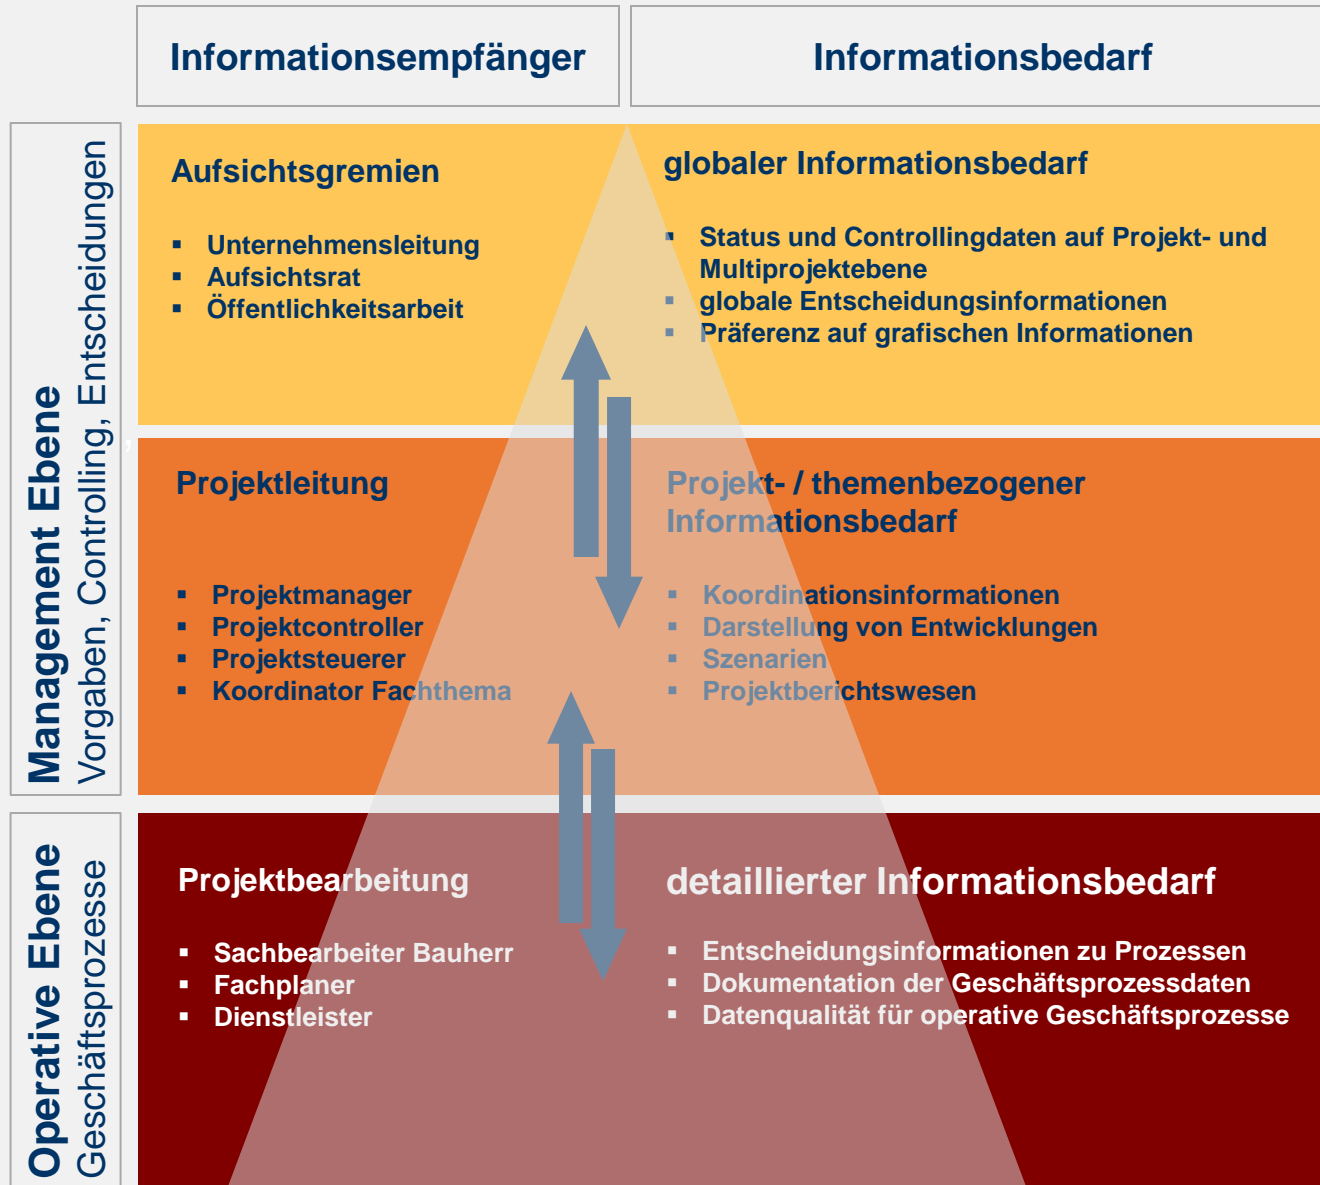 Informationsempfänger
Informationsbedarf
Management Ebene
Vorgaben, Controlling, Entscheidungen
Aufsichtsgremien
▪ Unternehmensleitung
▪ Aufsichtsrat
▪ Öffentlichkeitsarbeit
globaler Informationsbedarf
▪ Status und Controllingdaten auf Projekt- und
Multiprojektebene
▪ globale Entscheidungsinformationen
▪ Präferenz auf grafischen Informationen
,
Projektleitung
▪ Projektmanager
▪ Projektcontroller
▪ Projektsteuerer
▪ Koordinator Fachthema
Projekt- / themenbezogener
Informationsbedarf
▪ Koordinationsinformationen
▪ Darstellung von Entwicklungen
▪ Szenarien
▪ Projektberichtswesen
Operative Ebene
Geschäftsprozesse
Projektbearbeitung
▪ Sachbearbeiter Bauherr
▪ Fachplaner
▪ Dienstleister
detaillierter Informationsbedarf
▪ Entscheidungsinformationen zu Prozessen
▪ Dokumentation der Geschäftsprozessdaten
▪ Datenqualität für operative Geschäftsprozesse